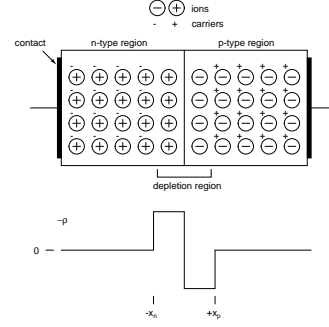 ions
- + carriers
contact
n-type region p-type region
depletion region
−ρ
0
-xn +xp